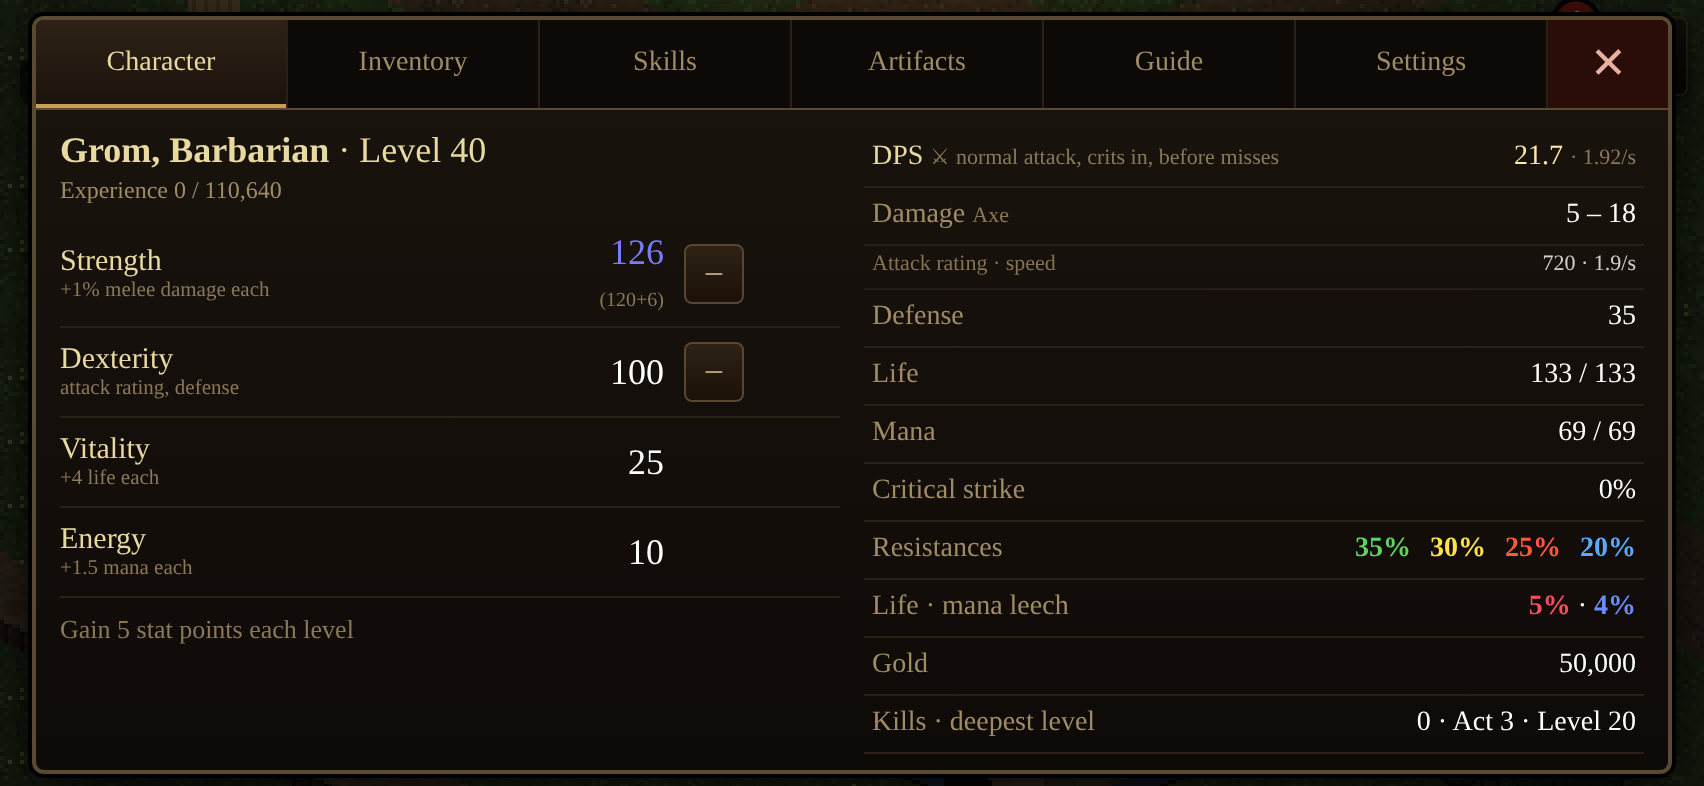 Character Inventory Skills Artifacts Guide Settings ✕
Grom, Barbarian · Level 40
Experience 0 / 110,640
Strength 126 –
+1% melee damage each (120+6)
Dexterity 100 –
attack rating, defense
Vitality 25
+4 life each
Energy 10
+1.5 mana each
Gain 5 stat points each level
DPS ⚔ normal attack, crits in, before misses 21.7 · 1.92/s
Damage Axe 5 – 18
Attack rating · speed 720 · 1.9/s
Defense 35
Life 133 / 133
Mana 69 / 69
Critical strike 0%
Resistances 35% 30% 25% 20%
Life · mana leech 5% · 4%
Gold 50,000
Kills · deepest level 0 · Act 3 · Level 20